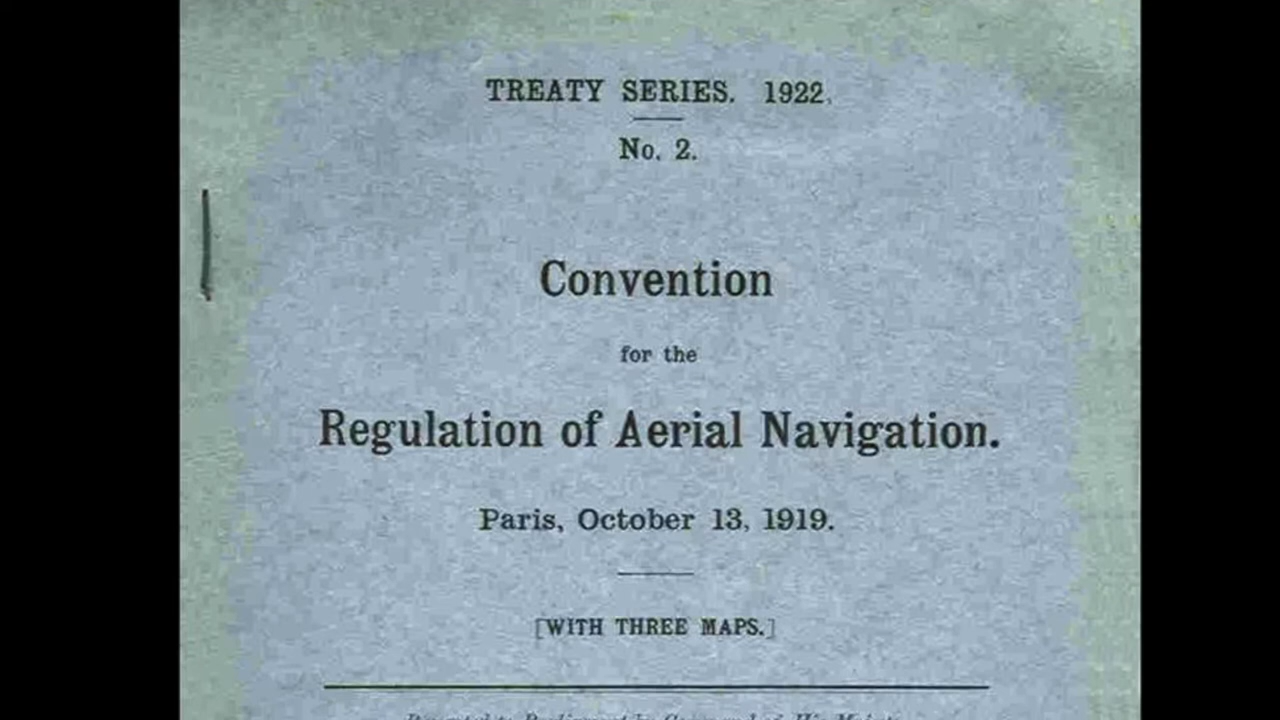 TREATY SERIES. 1922.
No. 2.
Convention
for the
Regulation of Aerial Navigation.
Paris, October 13, 1919.
[WITH THREE MAPS.]